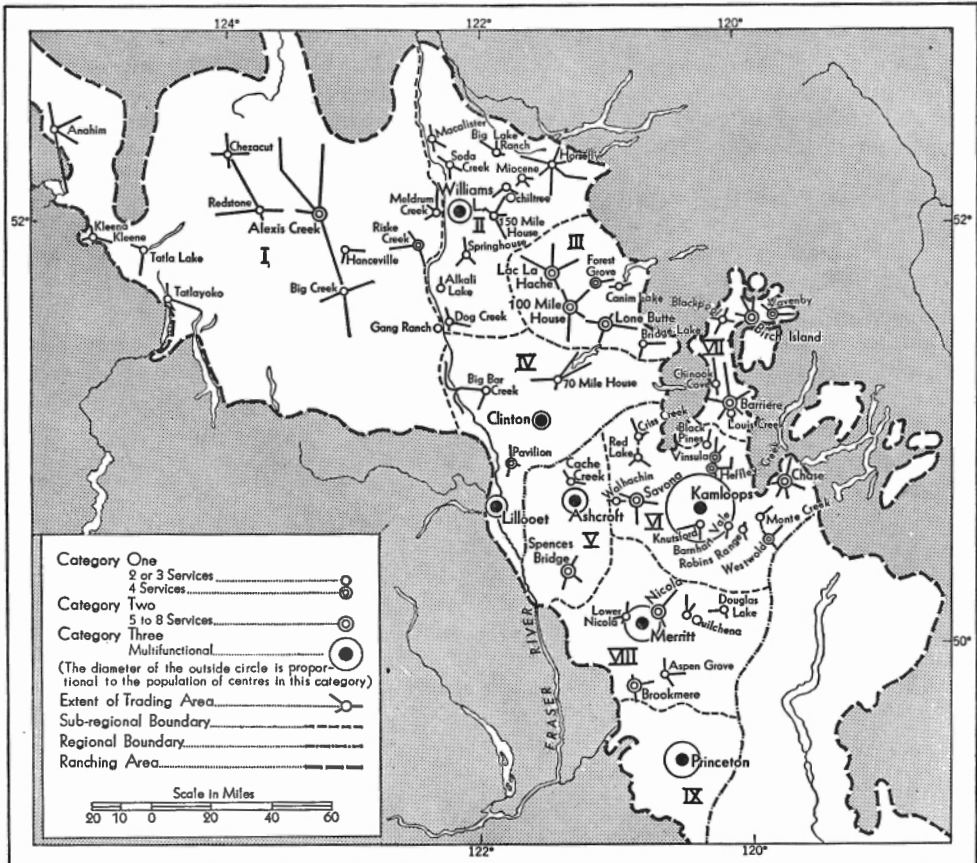 124°
122°
120°
Anahim
Chezacut
Macalister
Big Lake
Ranch
Horsefly
Soda
Creek
Miocene
Williams
L.
Ochiltree
52°
52°
Redstone
Meldrum
Creek
Alexis Creek
II
150 Mile
House
Kleena
Kleene
Riske
Creek
Springhouse
III
Tatla Lake
I
Hanceville
Lac La
Hache
Forest
Grove
Alkali
Lake
Canim Lake
Big Creek
Tatlayoko
100 Mile
House
Lone Butte
Wavenby
Birch Island
Dog Creek
Gang Ranch
Bridge Lake
VII
IV
70 Mile House
Chinook
Cove
Big Bar
Creek
Barriere
Louis Creek
Clinton
Criss Creek
Black
Pines
Red
Lake
Vinsula
Pavilion
Heffley Creek
Cache
Creek
Chase
Walhachin
Savona
Kamloops
Lillooet
Ashcroft
VI
Monte Creek
Knutsford
Barnhart Vale
Robins Range
Westwold
V
Spences
Bridge
Nicola
Douglas
Lake
Lower
Nicola
Quilchena
Merritt
VIII
Aspen Grove
Brookmere
50°
FRASER RIVER
Princeton
IX
Category One
2 or 3 Services
4 Services
Category Two
5 to 8 Services
Category Three
Multifunctional
(The diameter of the outside circle is propor-
tional to the population of centres in this category)
Extent of Trading Area
Sub-regional Boundary
Regional Boundary
Ranching Area
Scale in Miles
20 10 0 20 40 60
122°
120°